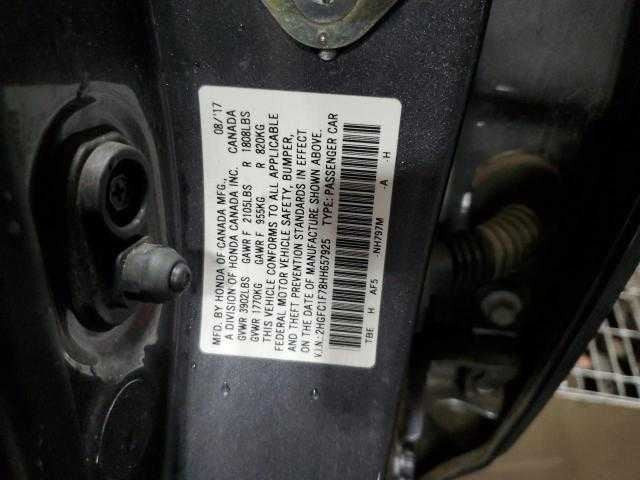 MFD. BY HONDA OF CANADA MFG., 08/'17
A DIVISION OF HONDA CANADA INC. CANADA
GVWR 3902LBS GAWR F 2105LBS R 1808LBS
GVWR 1770KG GAWR F 955KG R 820KG
THIS VEHICLE CONFORMS TO ALL APPLICABLE
FEDERAL MOTOR VEHICLE SAFETY, BUMPER,
AND THEFT PREVENTION STANDARDS IN EFFECT
ON THE DATE OF MANUFACTURE SHOWN ABOVE.
V.I.N.:2HGFC1F78HH657925 TYPE:PASSENGER CAR
TBE H AF5 -NH797M -A -H